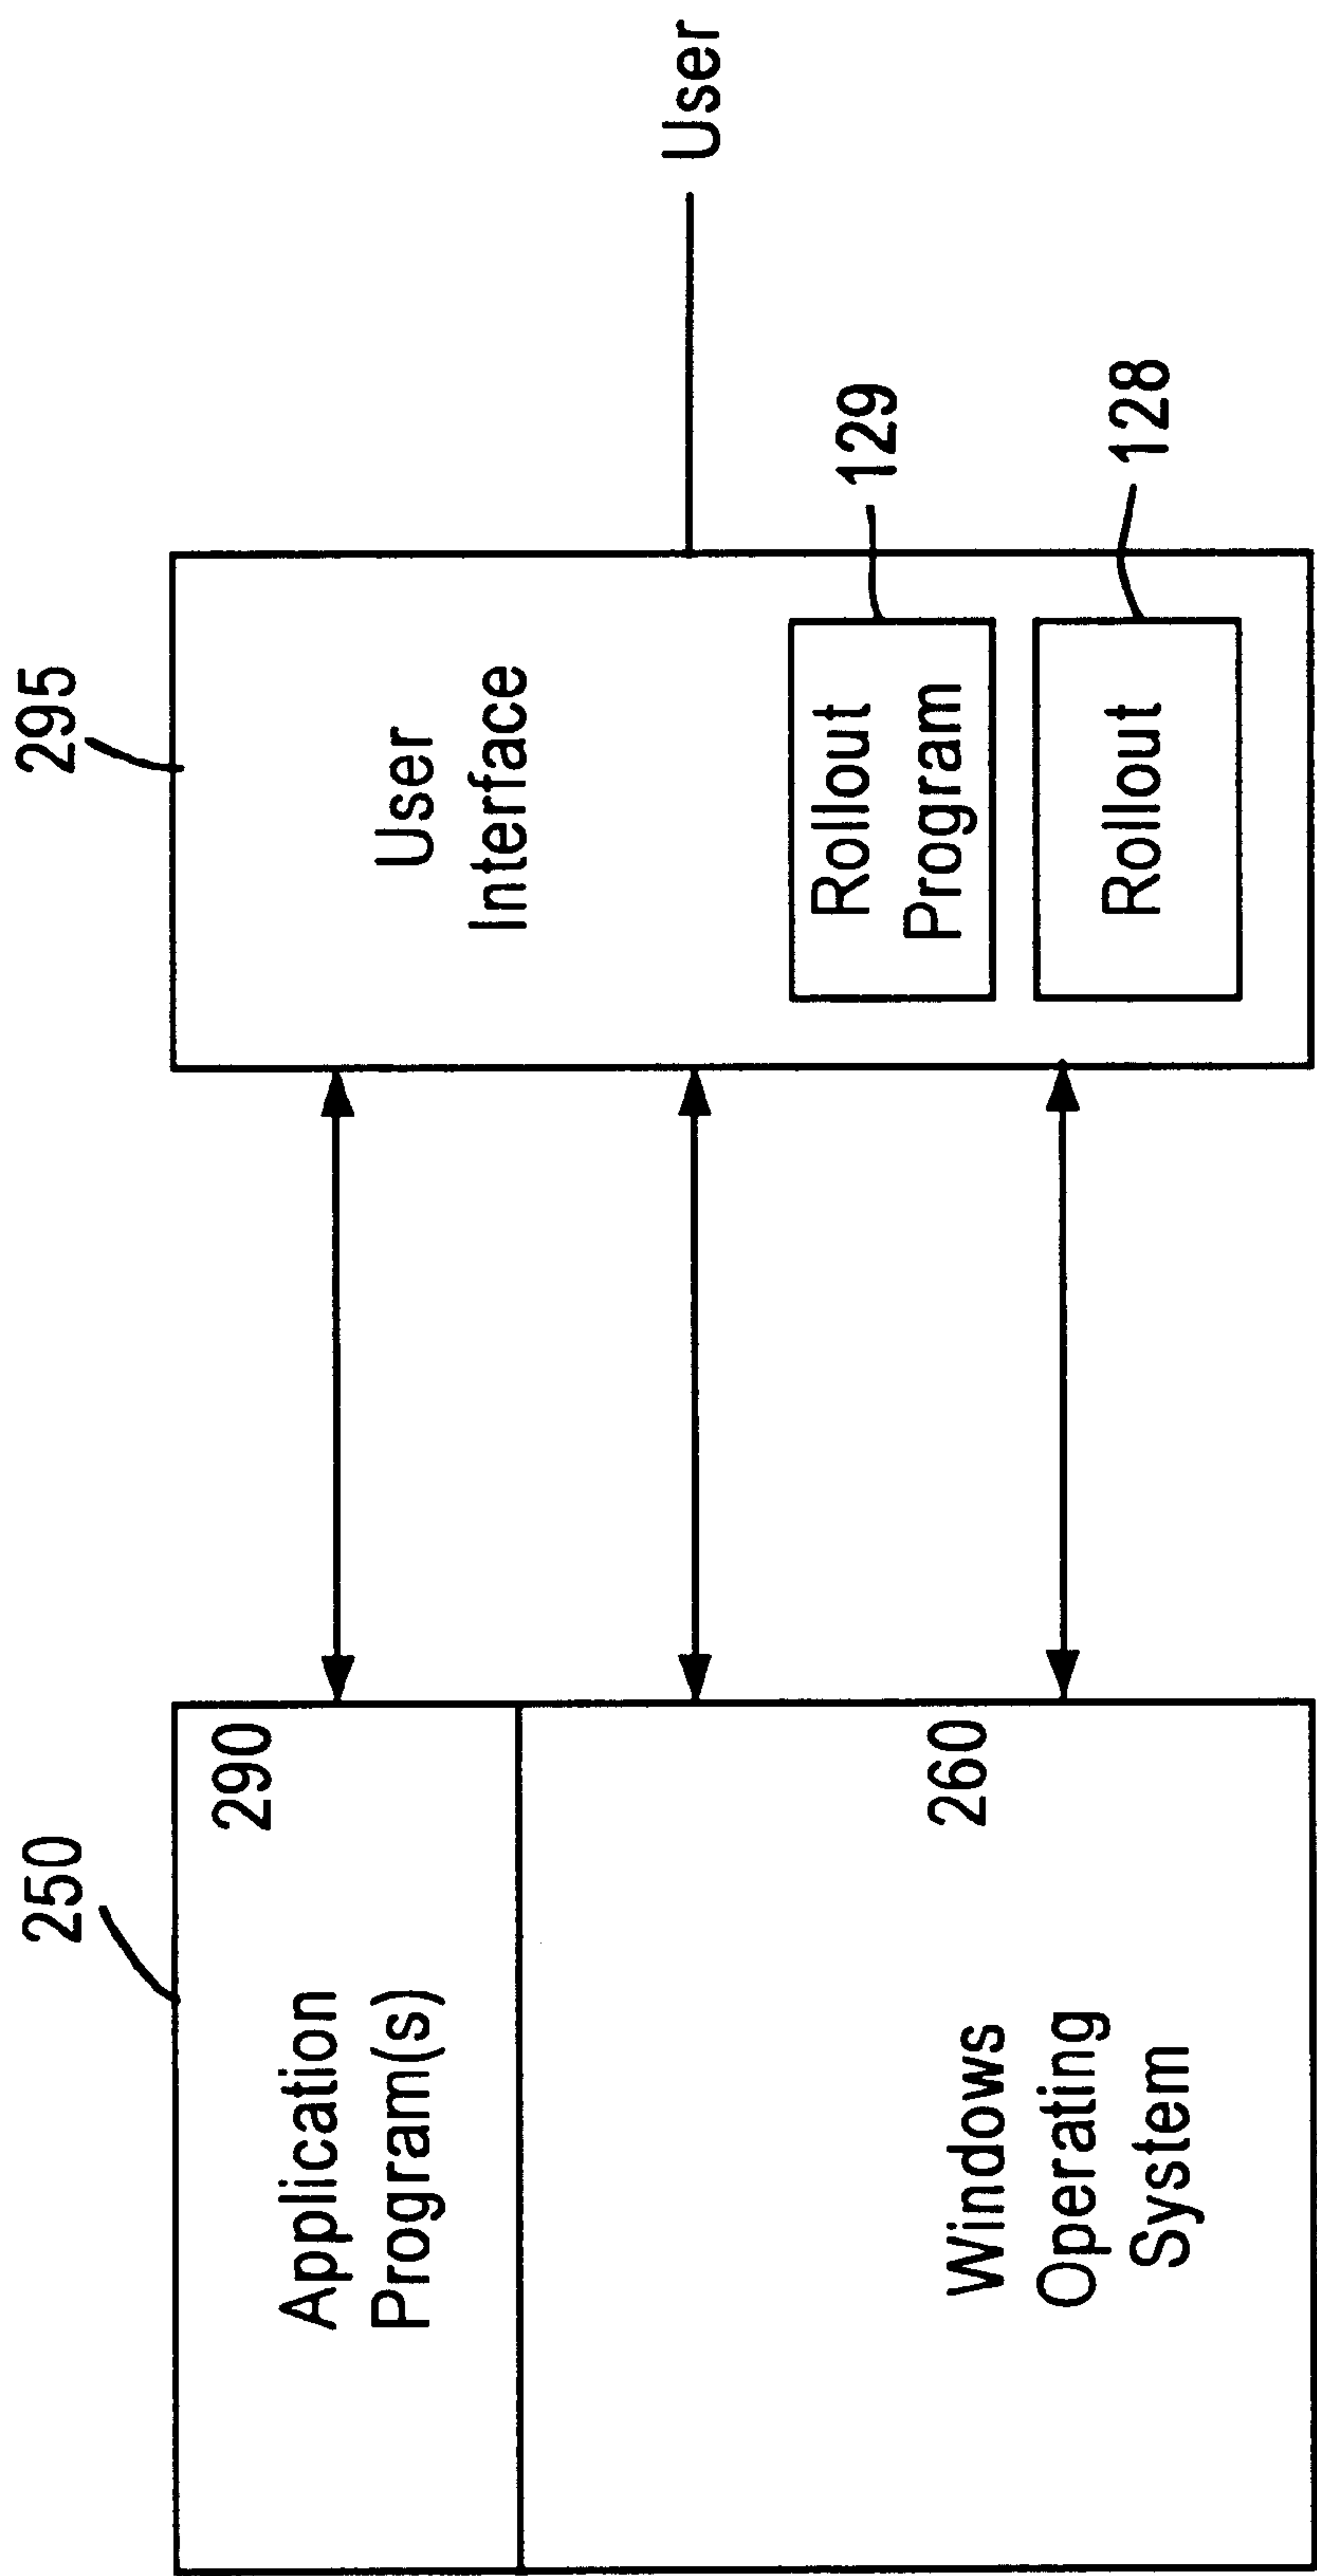 250
290
Application
Program(s)
260
Windows
Operating
System
295
User
Interface
Rollout
Program
129
Rollout
128
User